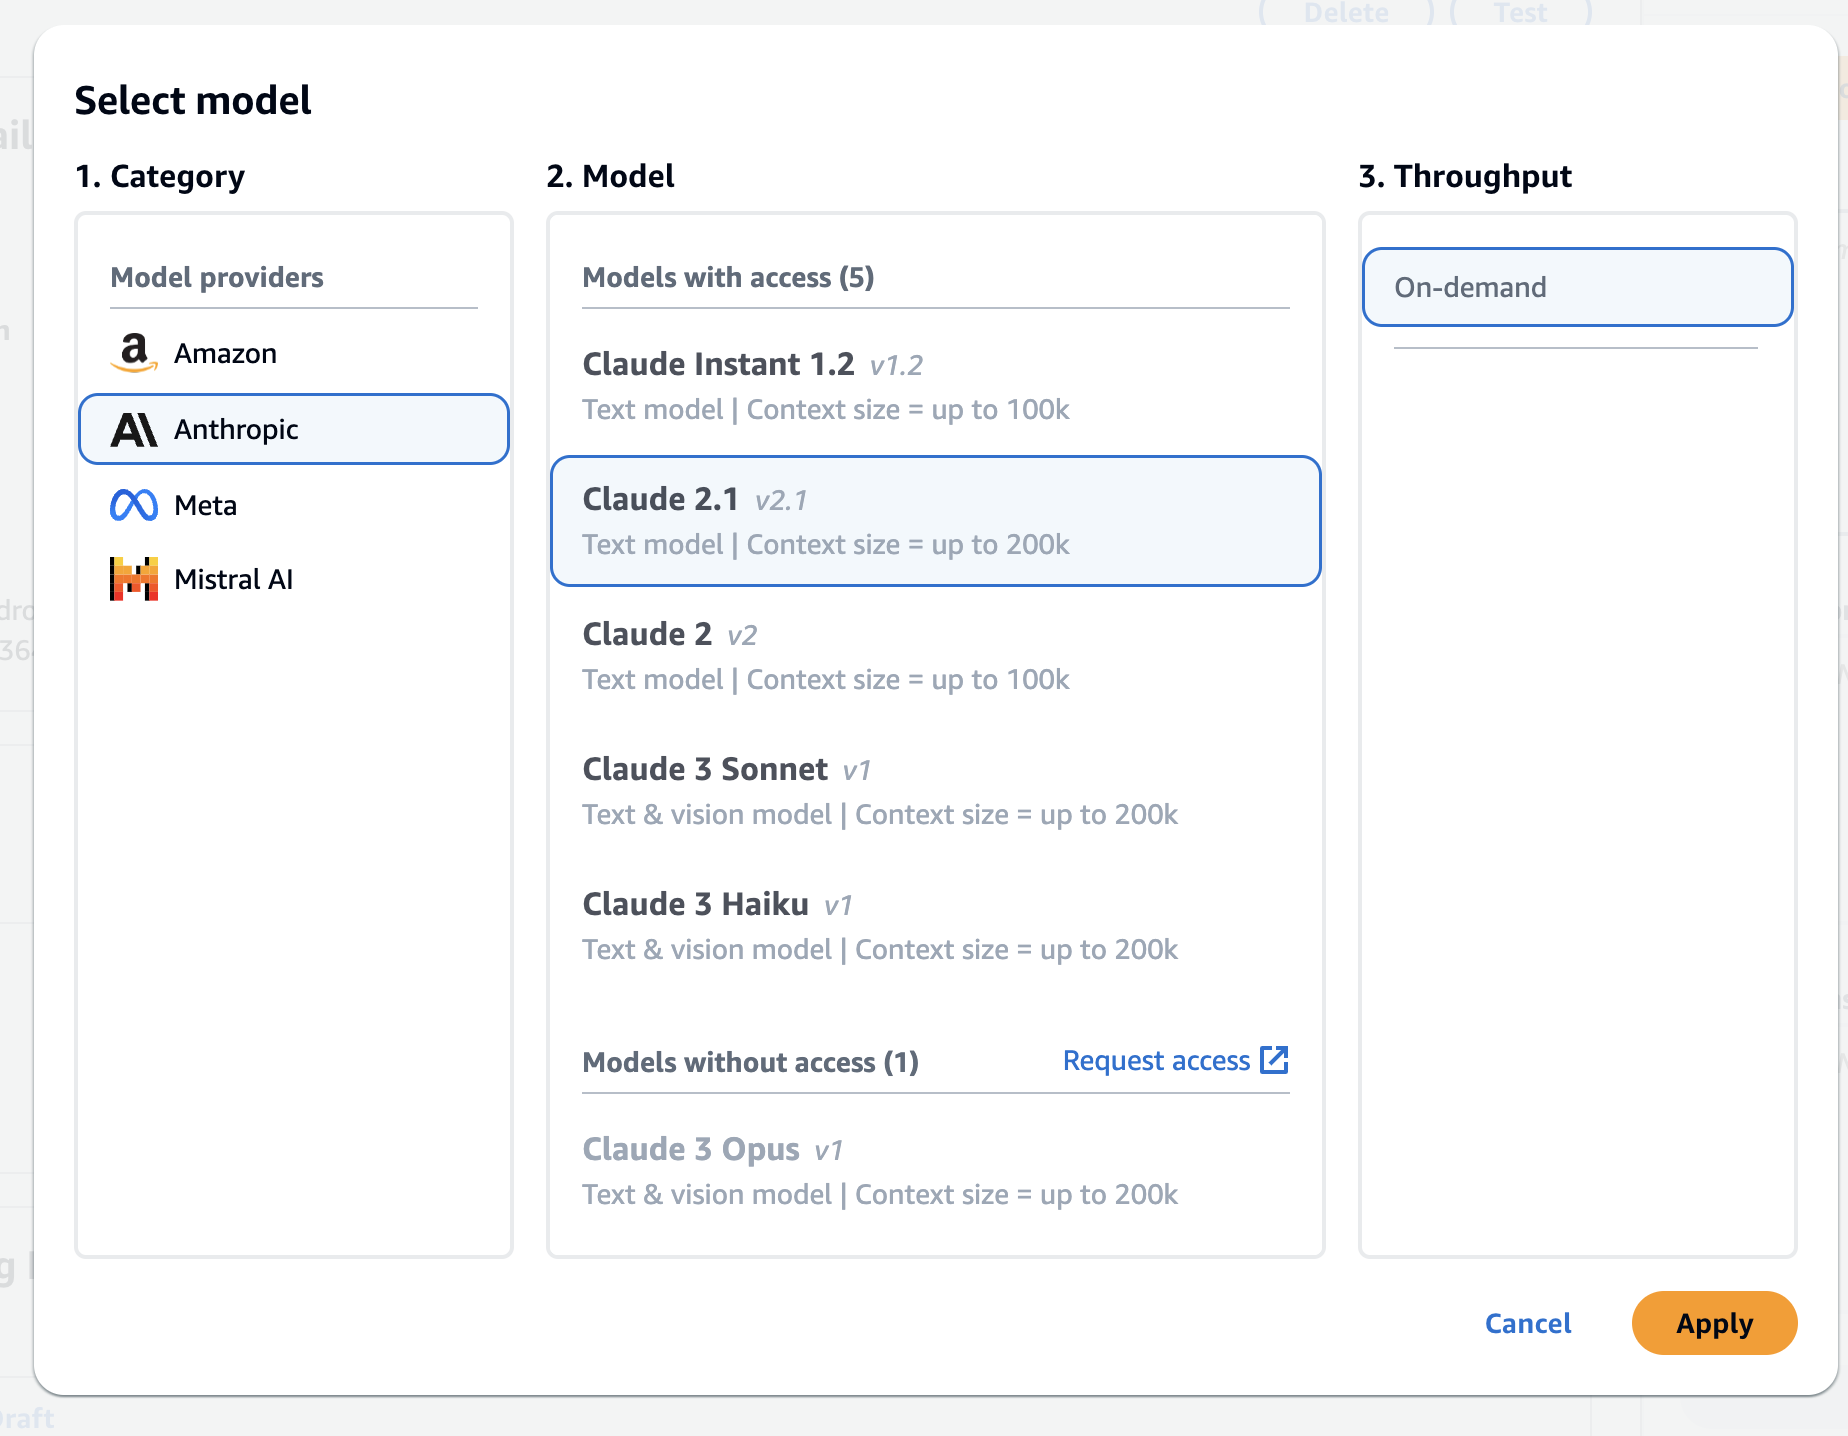 Delete
Test
Select model
1. Category
2. Model
3. Throughput
Model providers
Amazon
Anthropic
Meta
Mistral AI
Models with access (5)
Claude Instant 1.2 v1.2
Text model | Context size = up to 100k
Claude 2.1 v2.1
Text model | Context size = up to 200k
Claude 2 v2
Text model | Context size = up to 100k
Claude 3 Sonnet v1
Text & vision model | Context size = up to 200k
Claude 3 Haiku v1
Text & vision model | Context size = up to 200k
Models without access (1)
Request access
Claude 3 Opus v1
Text & vision model | Context size = up to 200k
On-demand
Cancel
Apply